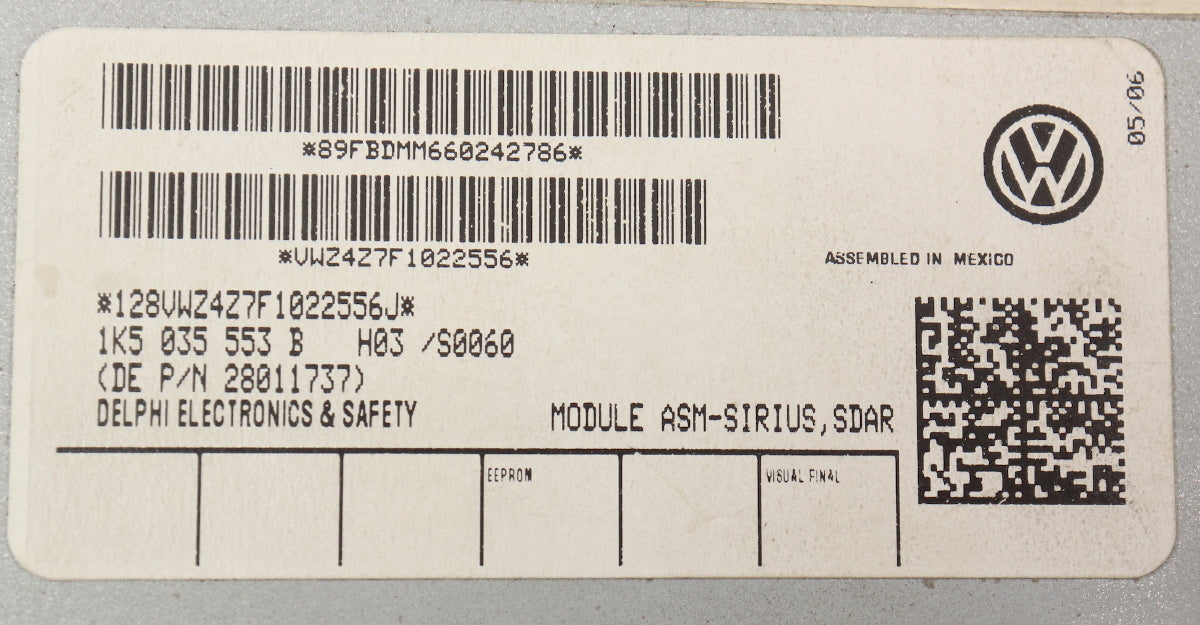 *89FBDMM660242786*
05/06
*VWZ4Z7F1022556*
ASSEMBLED IN MEXICO
*128VWZ4Z7F1022556J*
1K5 035 553 B H03 /S0060
(DE P/N 28011737)
DELPHI ELECTRONICS & SAFETY
MODULE ASM-SIRIUS,SDAR
EEPROM
VISUAL FINAL